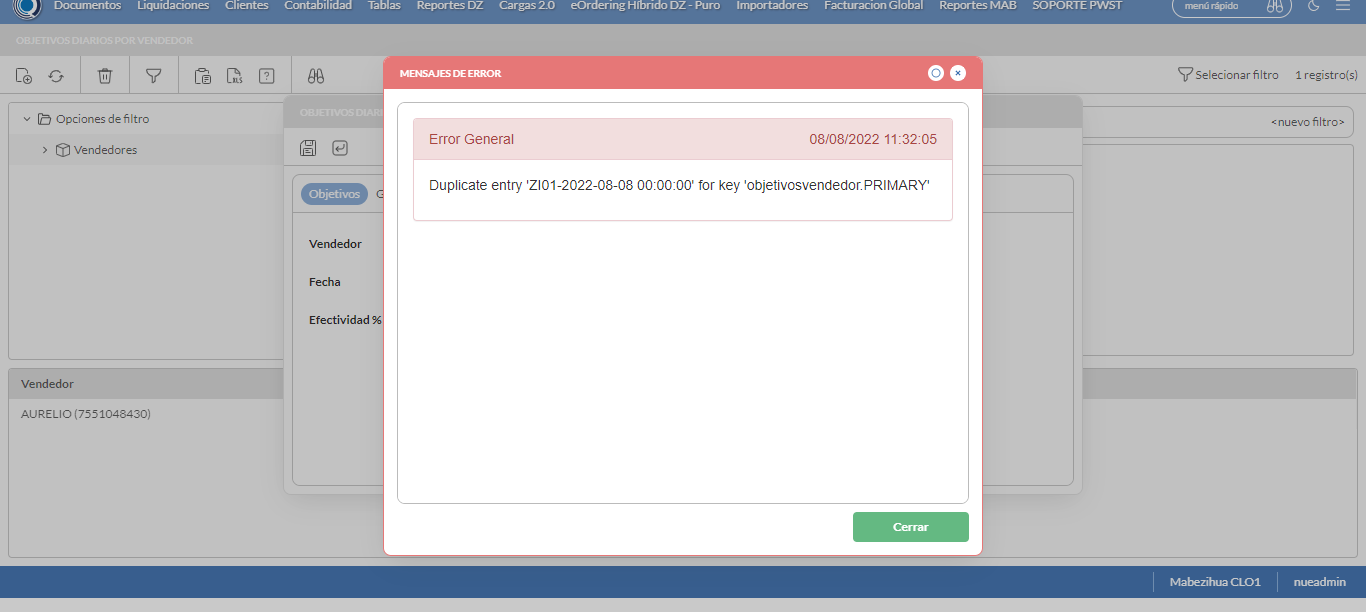 Documentos Liquidaciones Clientes Contabilidad Tablas Reportes DZ Cargas 2.0 eOrdering Híbrido DZ - Puro Importadores Facturacion Global Reportes MAB SOPORTE PWST menú rápido
OBJETIVOS DIARIOS POR VENDEDOR
MENSAJES DE ERROR
XLS
Selecionar filtro 1 registro(s)
Opciones de filtro
OBJETIVOS DIARI
<nuevo filtro>
Error General 08/08/2022 11:32:05
Vendedores
Duplicate entry 'ZI01-2022-08-08 00:00:00' for key 'objetivosvendedor.PRIMARY'
Objetivos G
Vendedor
Fecha
Efectividad %
Vendedor
AURELIO (7551048430)
Cerrar
Mabezihua CLO1 nueadmin